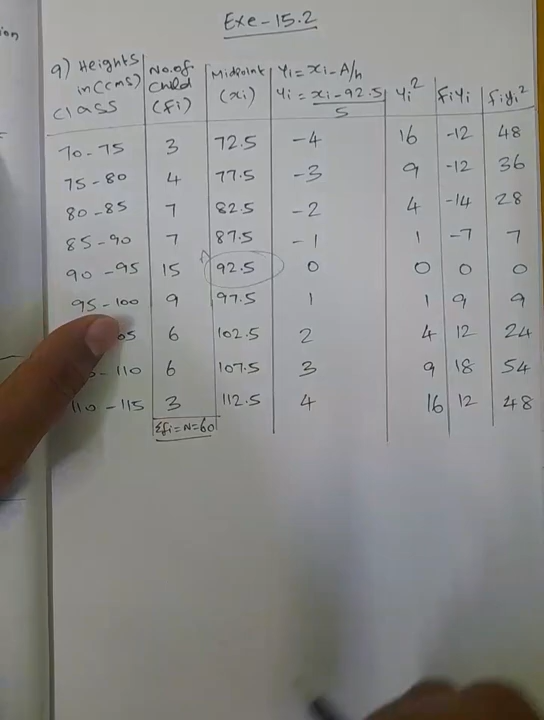 ion
Exe-15.2
9) Heights No.of Midpoint Yi=xi-A/h
in(cms) child (xi) Yi = xi-92.5/5 Yi² fiyi fiyi²
class (fi)
70-75 3 72.5 -4 16 -12 48
75-80 4 77.5 -3 9 -12 36
80-85 7 82.5 -2 4 -14 28
85-90 7 87.5 -1 1 -7 7
90-95 15 92.5 0 0 0 0
95-100 9 97.5 1 1 9 9
05 6 102.5 2 4 12 24
-110 6 107.5 3 9 18 54
110-115 3 112.5 4 16 12 48
Σfi=N=60